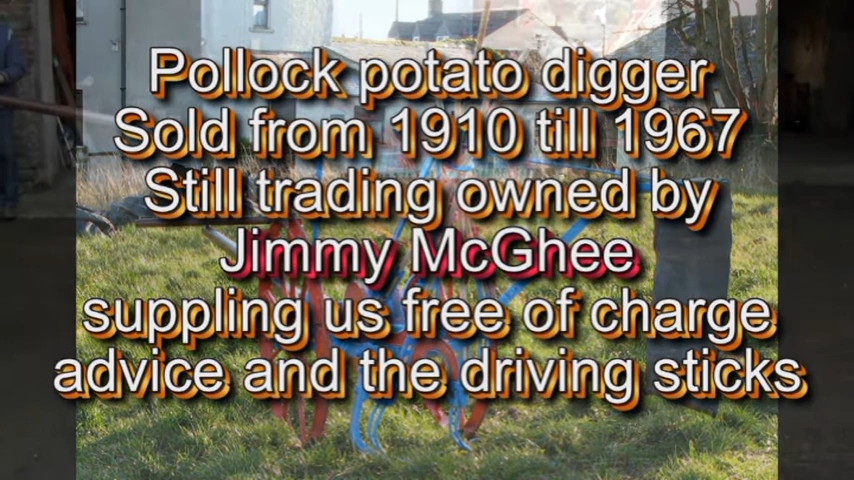 Pollock potato digger
Sold from 1910 till 1967
Still trading owned by
Jimmy McGhee
suppling us free of charge
advice and the driving sticks